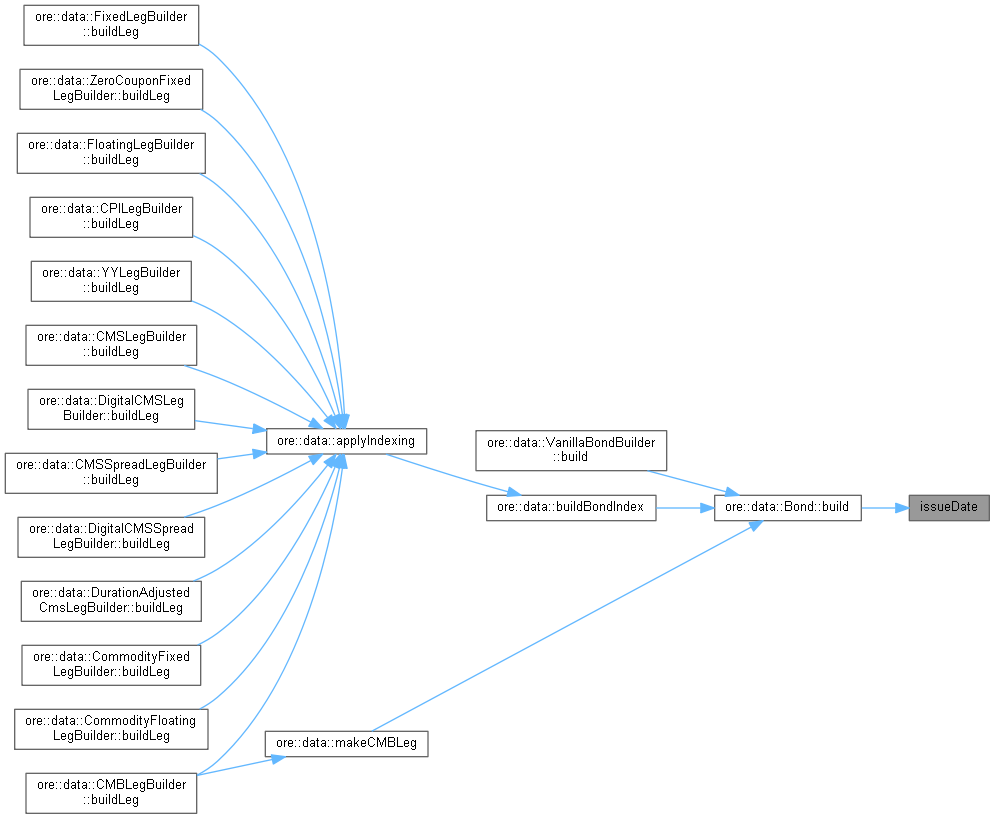 ore::data::FixedLegBuilder
::buildLeg
ore::data::ZeroCouponFixed
LegBuilder::buildLeg
ore::data::FloatingLegBuilder
::buildLeg
ore::data::CPILegBuilder
::buildLeg
ore::data::YYLegBuilder
::buildLeg
ore::data::CMSLegBuilder
::buildLeg
ore::data::DigitalCMSLeg
Builder::buildLeg
ore::data::CMSSpreadLegBuilder
::buildLeg
ore::data::DigitalCMSSpread
LegBuilder::buildLeg
ore::data::DurationAdjusted
CmsLegBuilder::buildLeg
ore::data::CommodityFixed
LegBuilder::buildLeg
ore::data::CommodityFloating
LegBuilder::buildLeg
ore::data::CMBLegBuilder
::buildLeg
ore::data::applyIndexing
ore::data::makeCMBLeg
ore::data::VanillaBondBuilder
::build
ore::data::buildBondIndex
ore::data::Bond::build
issueDate